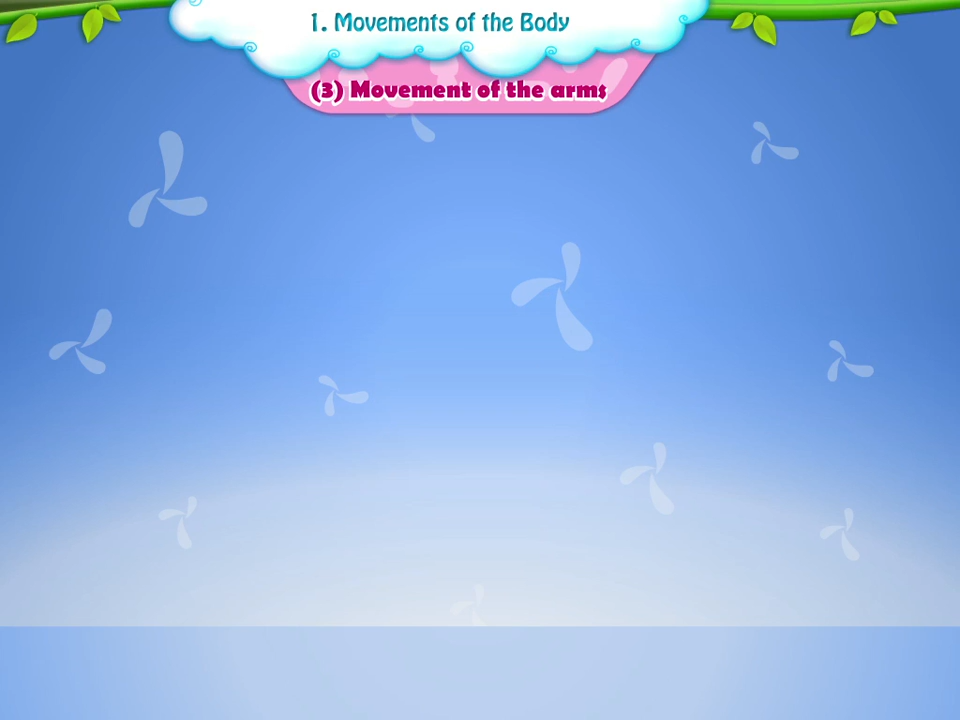 1. Movements of the Body
(3) Movement of the arms